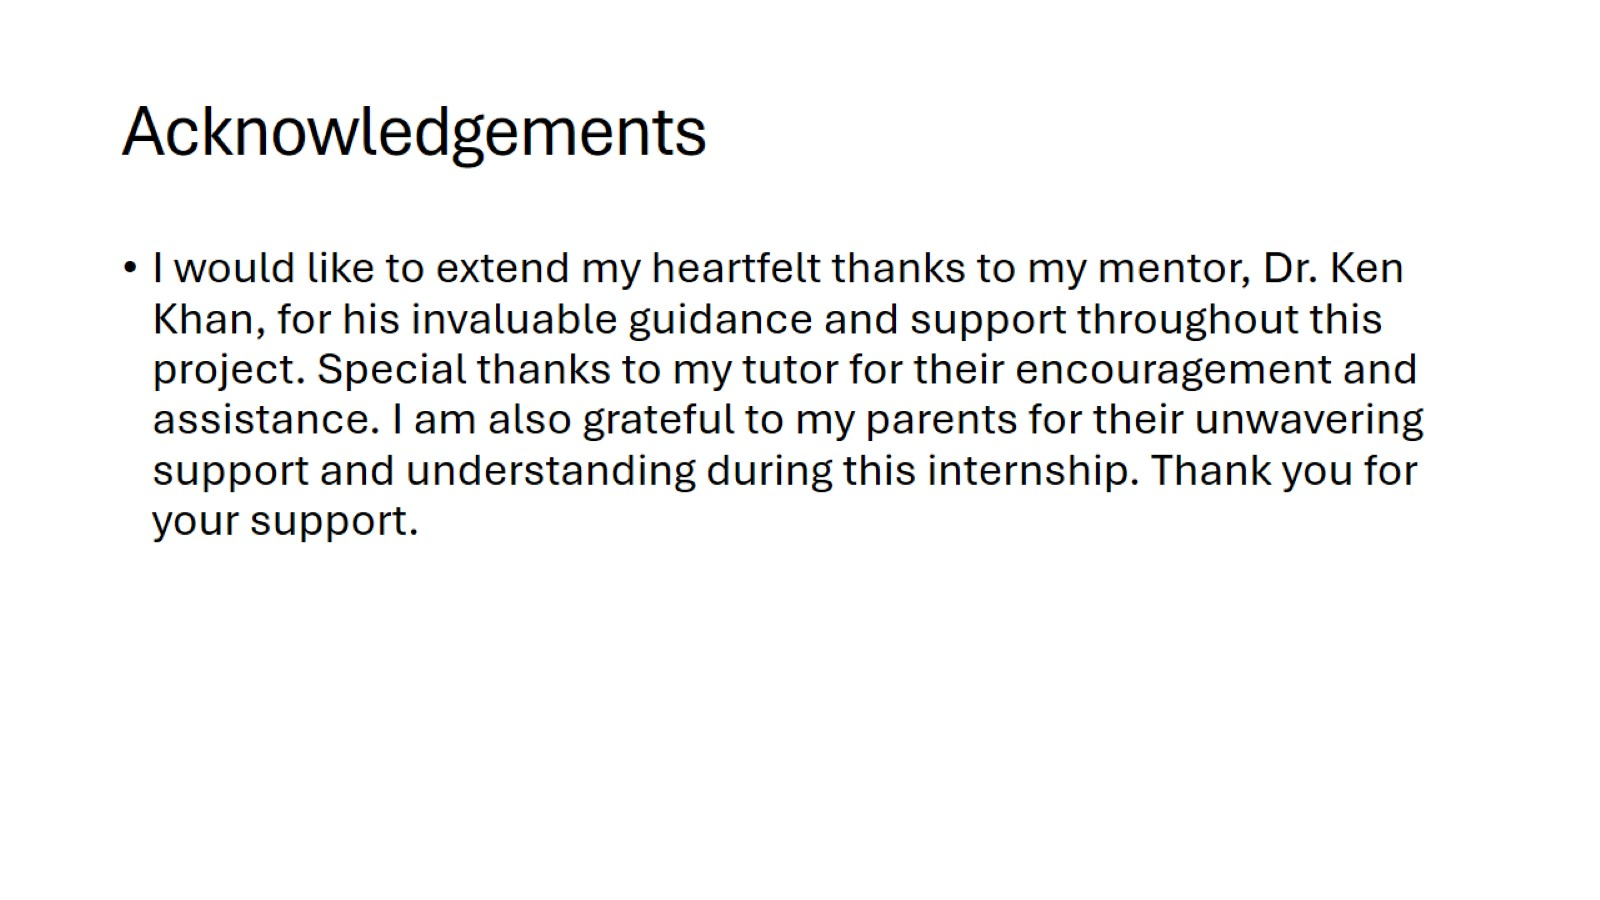 Acknowledgements
• I would like to extend my heartfelt thanks to my mentor, Dr. Ken
Khan, for his invaluable guidance and support throughout this
project. Special thanks to my tutor for their encouragement and
assistance. I am also grateful to my parents for their unwavering
support and understanding during this internship. Thank you for
your support.